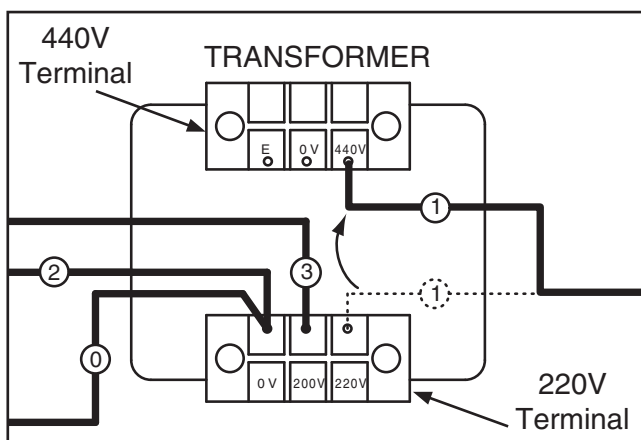 440V
Terminal
TRANSFORMER
E 0 V 440V
1
2
3
1
0
0 V 200V 220V
220V
Terminal